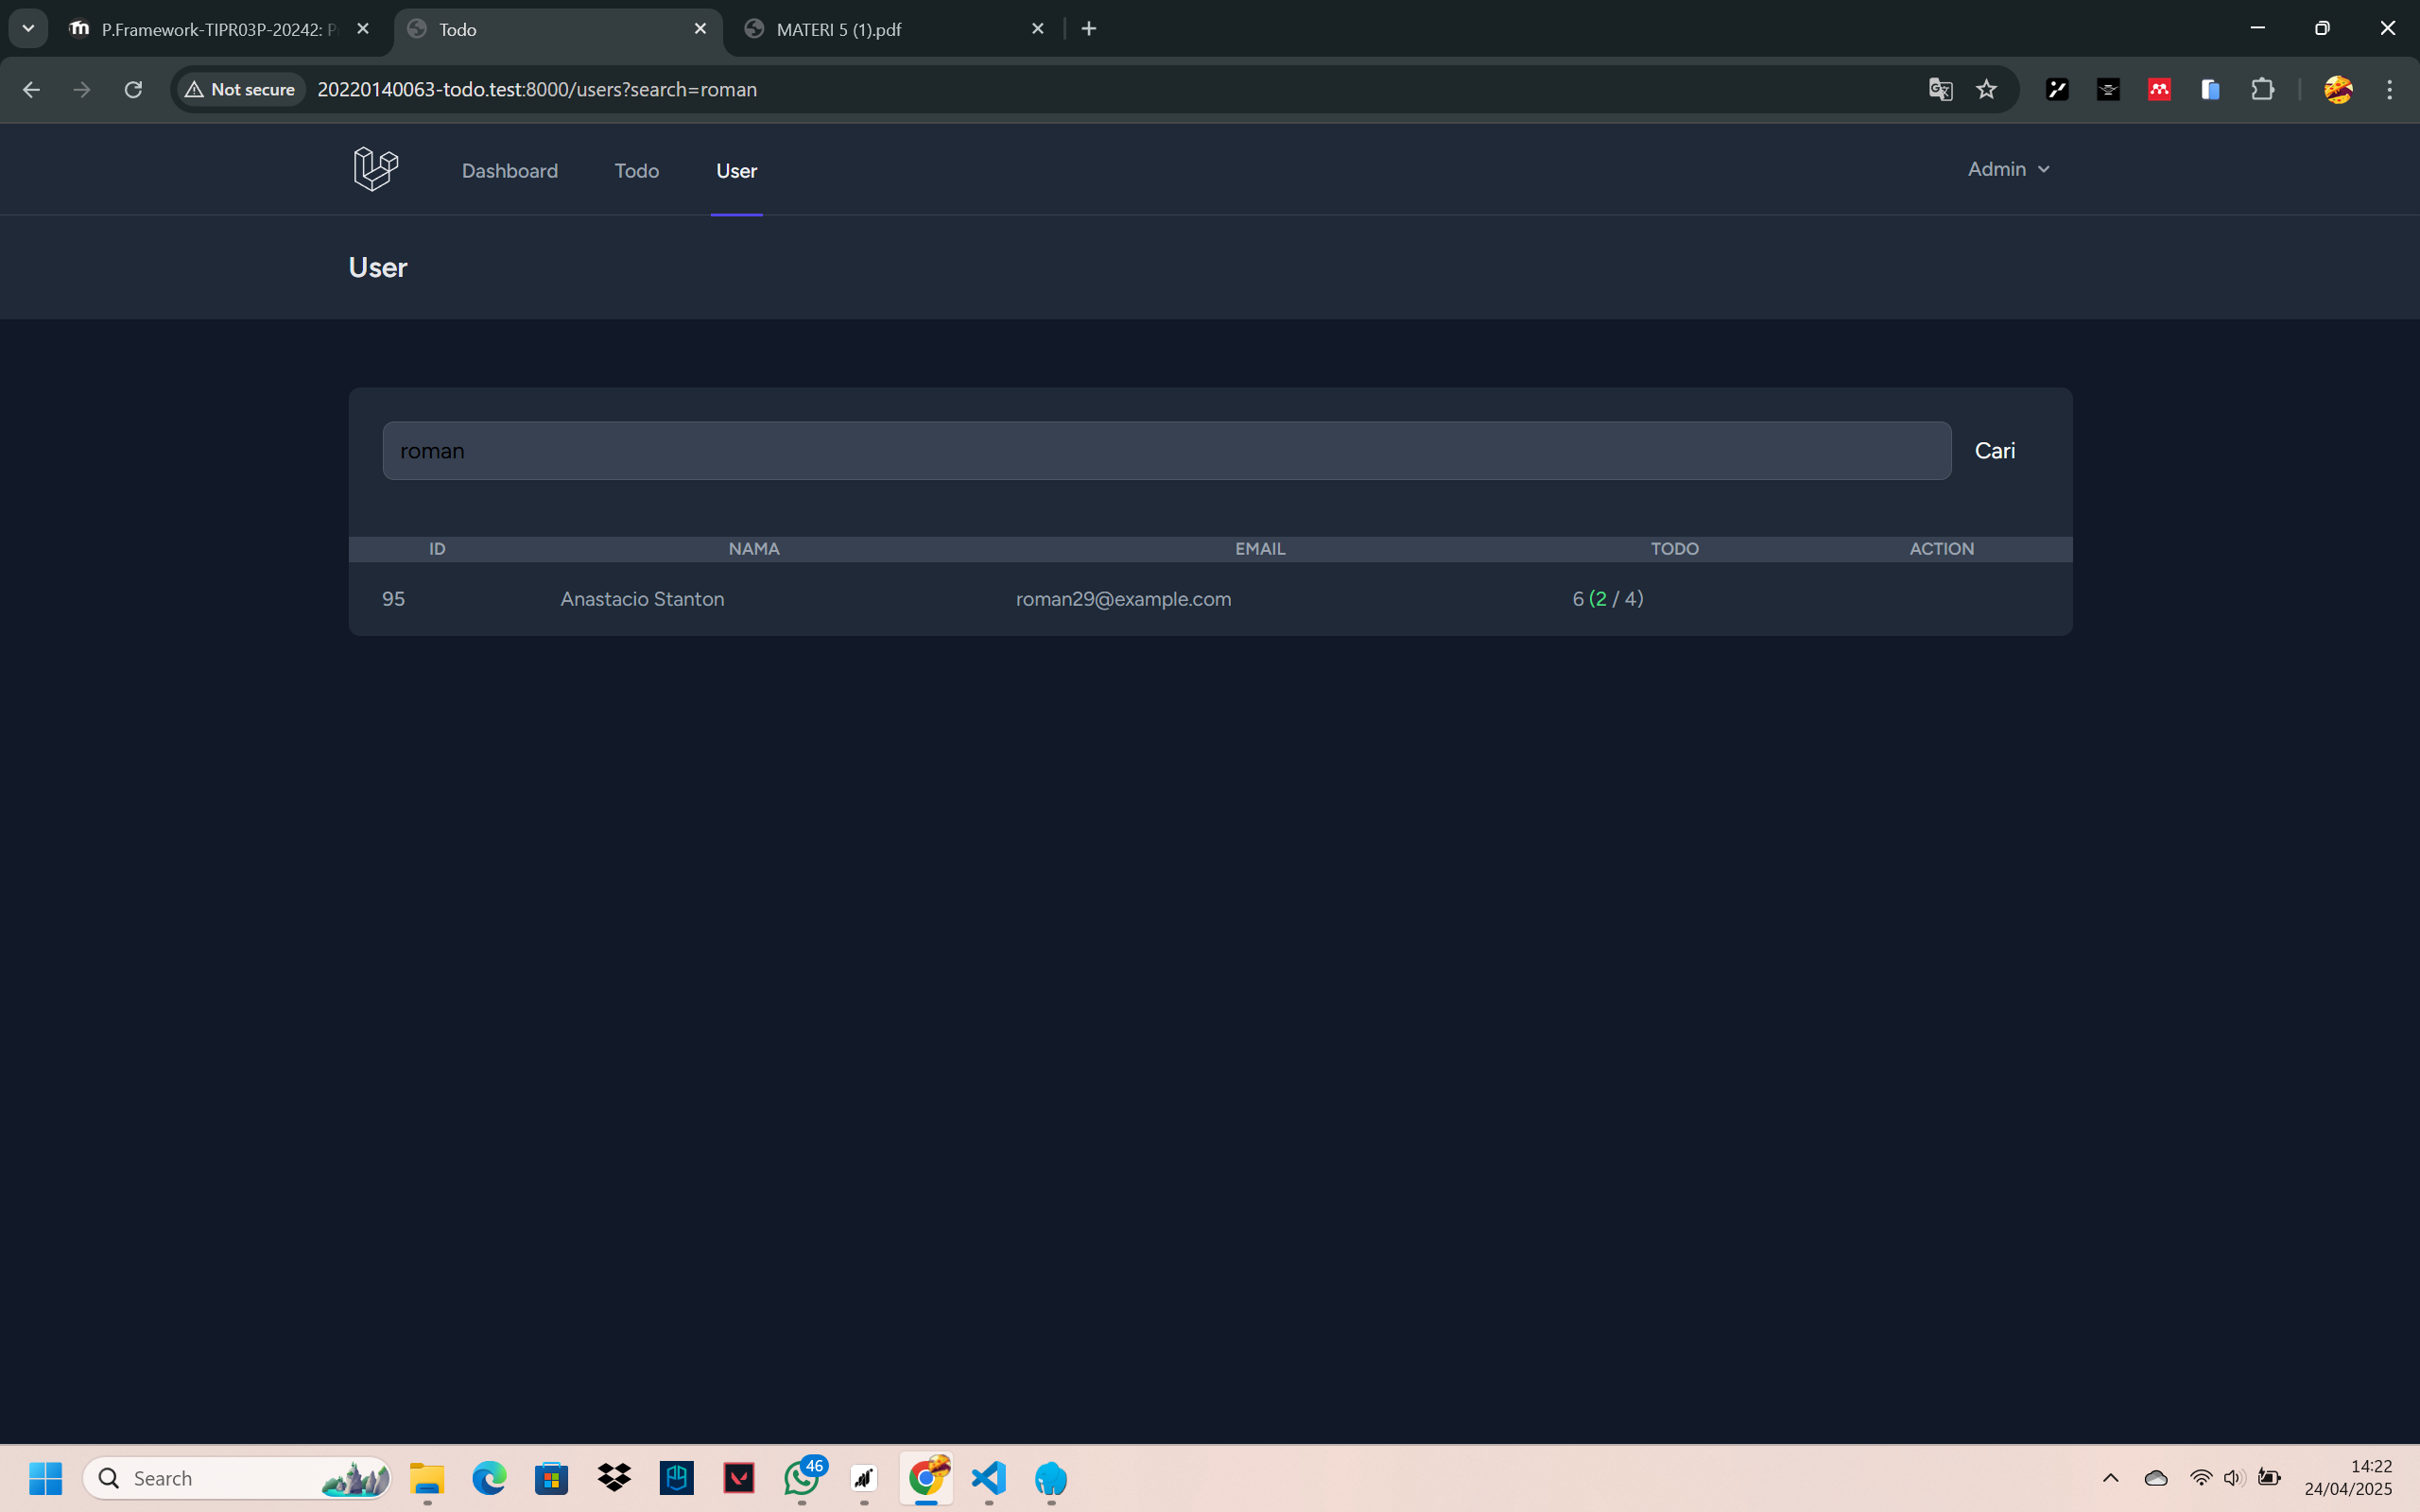 P.Framework-TIPR03P-20242: P
Todo
MATERI 5 (1).pdf
Not secure
20220140063-todo.test:8000/users?search=roman
Dashboard
Todo
User
Admin
User
roman
Cari
ID NAMA EMAIL TODO ACTION
95 Anastacio Stanton roman29@example.com 6 (2 / 4)
Search
46
14:22
24/04/2025